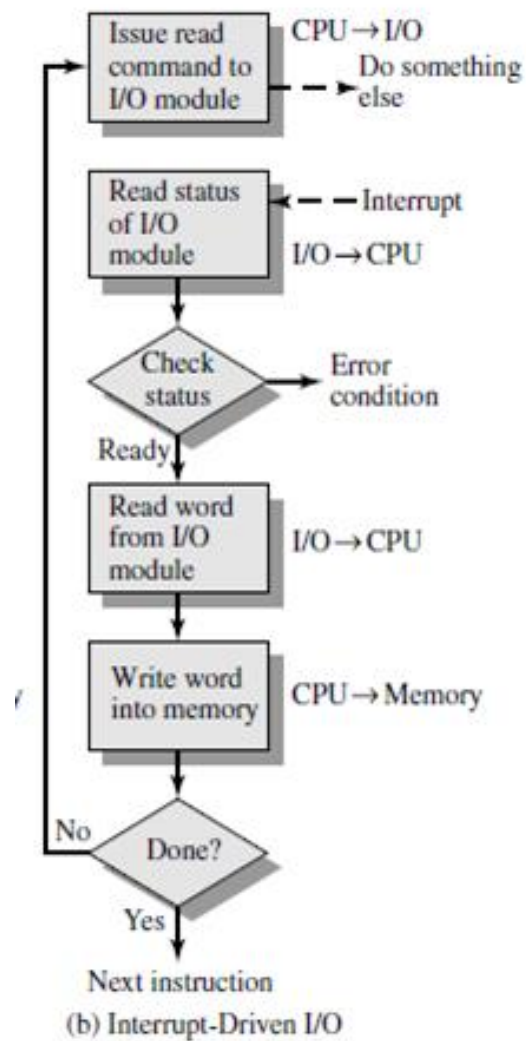 Issue read
command to
I/O module
CPU→I/O
Do something
else
Read status
of I/O
module
Interrupt
I/O→CPU
Check
status
Error
condition
Ready
Read word
from I/O
module
I/O→CPU
Write word
into memory
CPU→Memory
No
Done?
Yes
Next instruction
(b) Interrupt-Driven I/O